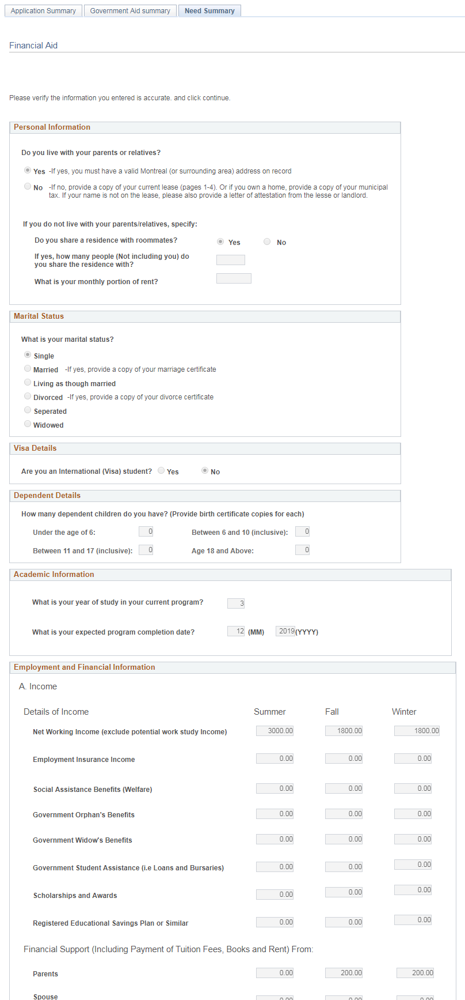 Application Summary Government Aid summary Need Summary
Financial Aid
Please verify the information you entered is accurate. and click continue.
Personal Information
Do you live with your parents or relatives?
Yes -If yes, you must have a valid Montreal (or surrounding area) address on record
No -If no, provide a copy of your current lease (pages 1-4). Or if you own a home, provide a copy of your municipal
tax. If your name is not on the lease, please also provide a letter of attestation from the lesse or landlord.
If you do not live with your parents/relatives, specify:
Do you share a residence with roommates? Yes No
If yes, how many people (Not including you) do
you share the residence with?
What is your monthly portion of rent?
Marital Status
What is your marital status?
Single
Married -If yes, provide a copy of your marriage certificate
Living as though married
Divorced -If yes, provide a copy of your divorce certificate
Seperated
Widowed
Visa Details
Are you an International (Visa) student? Yes No
Dependent Details
How many dependent children do you have? (Provide birth certificate copies for each)
Under the age of 6: 0 Between 6 and 10 (inclusive): 0
Between 11 and 17 (inclusive): 0 Age 18 and Above: 0
Academic Information
What is your year of study in your current program? 3
What is your expected program completion date? 12 (MM) 2019 (YYYY)
Employment and Financial Information
A. Income
Details of Income Summer Fall Winter
Net Working Income (exclude potential work study Income) 3000.00 1800.00 1800.00
Employment Insurance Income 0.00 0.00 0.00
Social Assistance Benefits (Welfare) 0.00 0.00 0.00
Government Orphan's Benefits 0.00 0.00 0.00
Government Widow's Benefits 0.00 0.00 0.00
Government Student Assistance (i.e Loans and Bursaries) 0.00 0.00 0.00
Scholarships and Awards 0.00 0.00 0.00
Registered Educational Savings Plan or Similar 0.00 0.00 0.00
Financial Support (Including Payment of Tuition Fees, Books and Rent) From:
Parents 0.00 200.00 200.00
Spouse 0.00 0.00 0.00